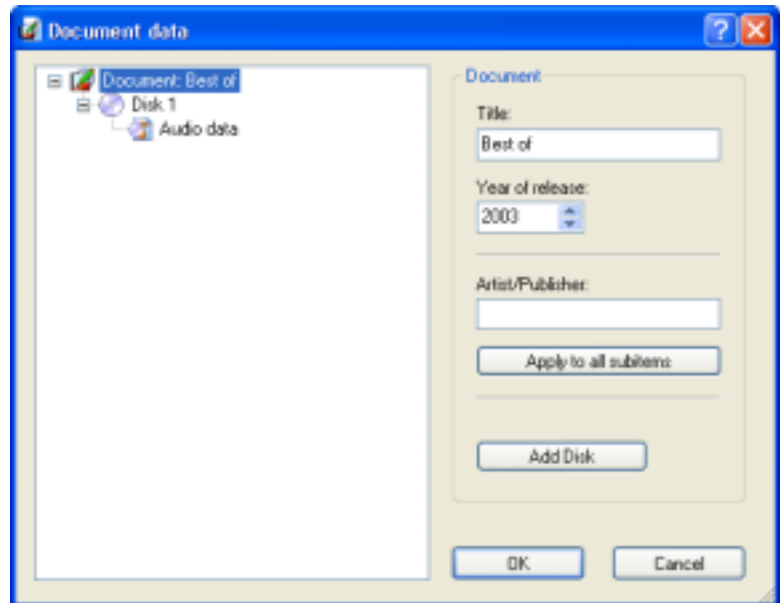 Document data
Document: Best of
Disk 1
Audio data
Document
Title:
Best of
Year of release:
2003
Artist/Publisher:
Apply to all subitems
Add Disk
OK
Cancel